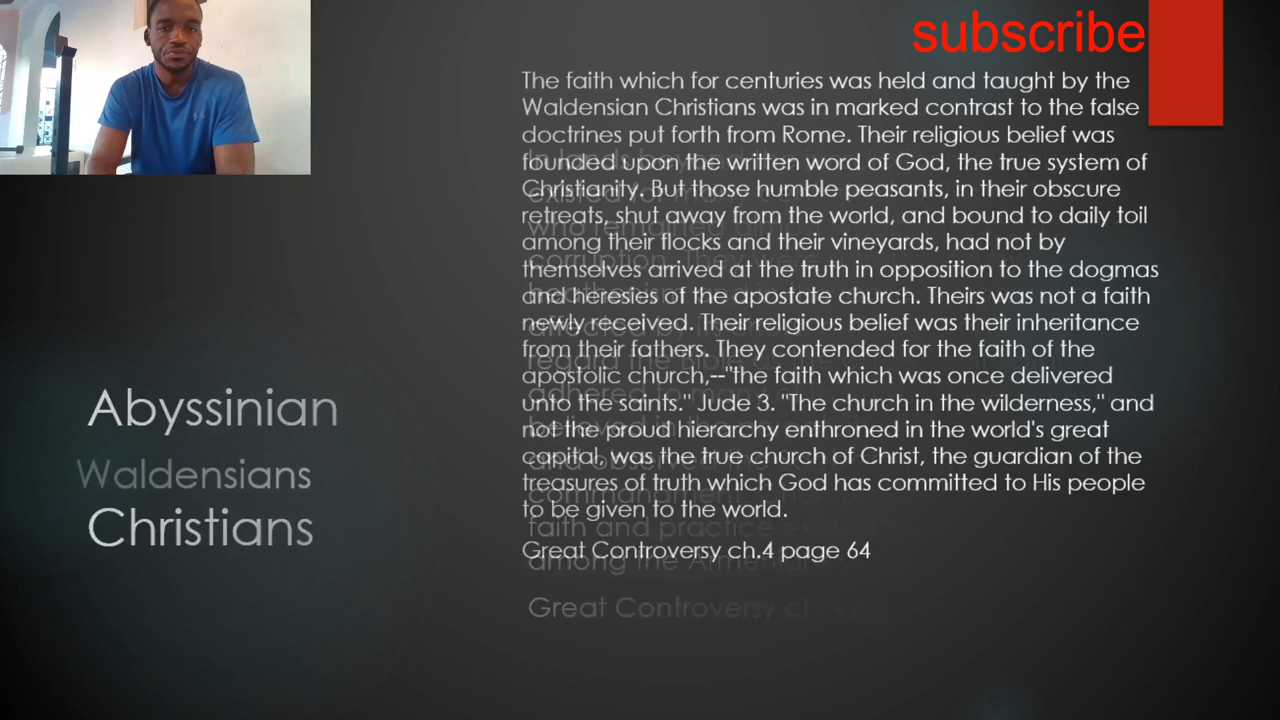 subscribe
The faith which for centuries was held and taught by the
Waldensian Christians was in marked contrast to the false
doctrines put forth from Rome. Their religious belief was
founded upon the written word of God, the true system of
Christianity. But those humble peasants, in their obscure
retreats, shut away from the world, and bound to daily toil
among their flocks and their vineyards, had not by
themselves arrived at the truth in opposition to the dogmas
and heresies of the apostate church. Theirs was not a faith
newly received. Their religious belief was their inheritance
from their fathers. They contended for the faith of the
apostolic church,--"the faith which was once delivered
unto the saints." Jude 3. "The church in the wilderness," and
not the proud hierarchy enthroned in the world's great
capital, was the true church of Christ, the guardian of the
treasures of truth which God has committed to His people
to be given to the world.
Great Controversy ch.4 page 64
faith and practice
among the
Great Controversy
Abyssinian
Waldensians
Christians